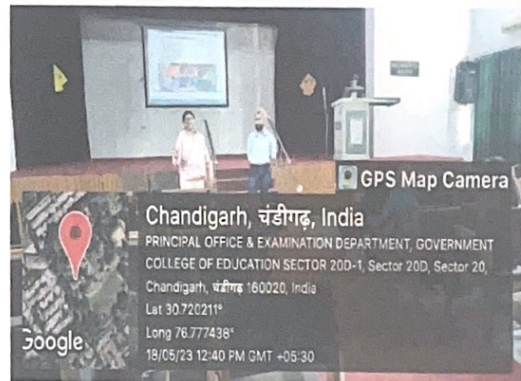 GPS Map Camera
Chandigarh, चंडीगढ़, India
PRINCIPAL OFFICE & EXAMINATION DEPARTMENT, GOVERNMENT
COLLEGE OF EDUCATION SECTOR 20D-1, Sector 20D, Sector 20,
Chandigarh, चंडीगढ़ 160020, India
Lat 30.720211°
Long 76.777438°
18/05/23 12:40 PM GMT +05:30
Google